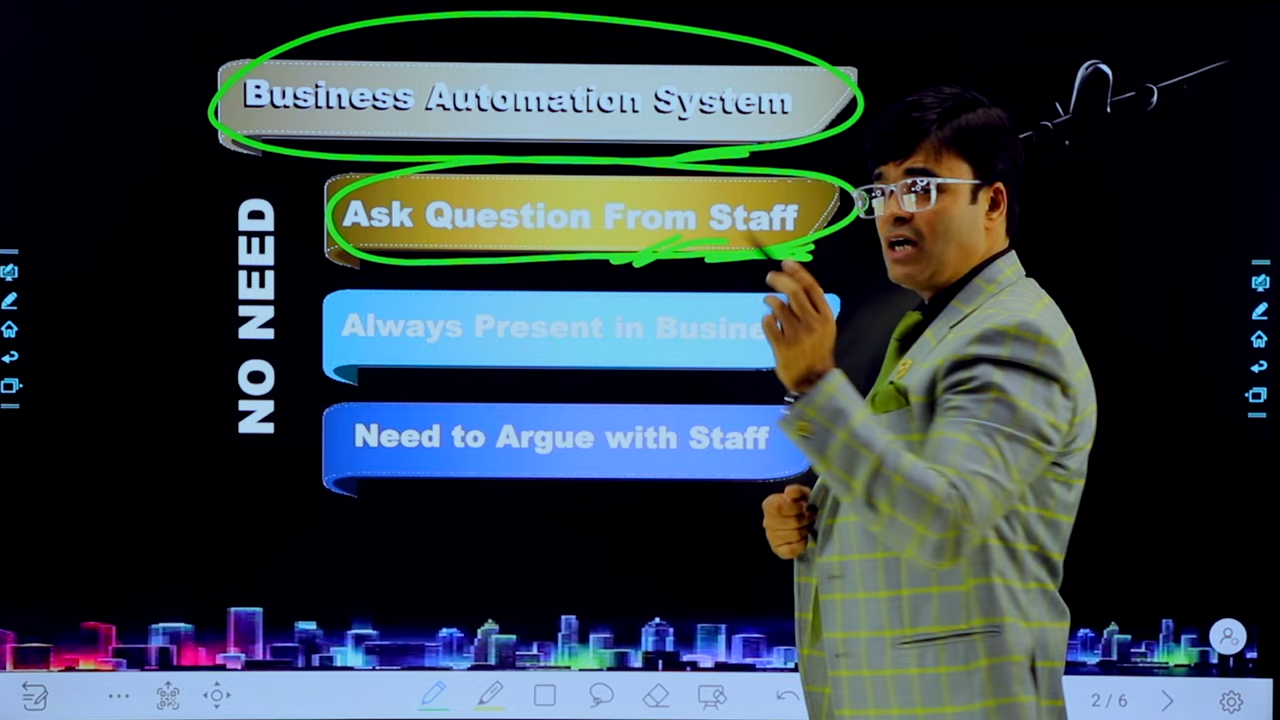 Business Automation System
NO NEED
Ask Question From Staff
Always Present in Busine
Need to Argue with Staff
2/6